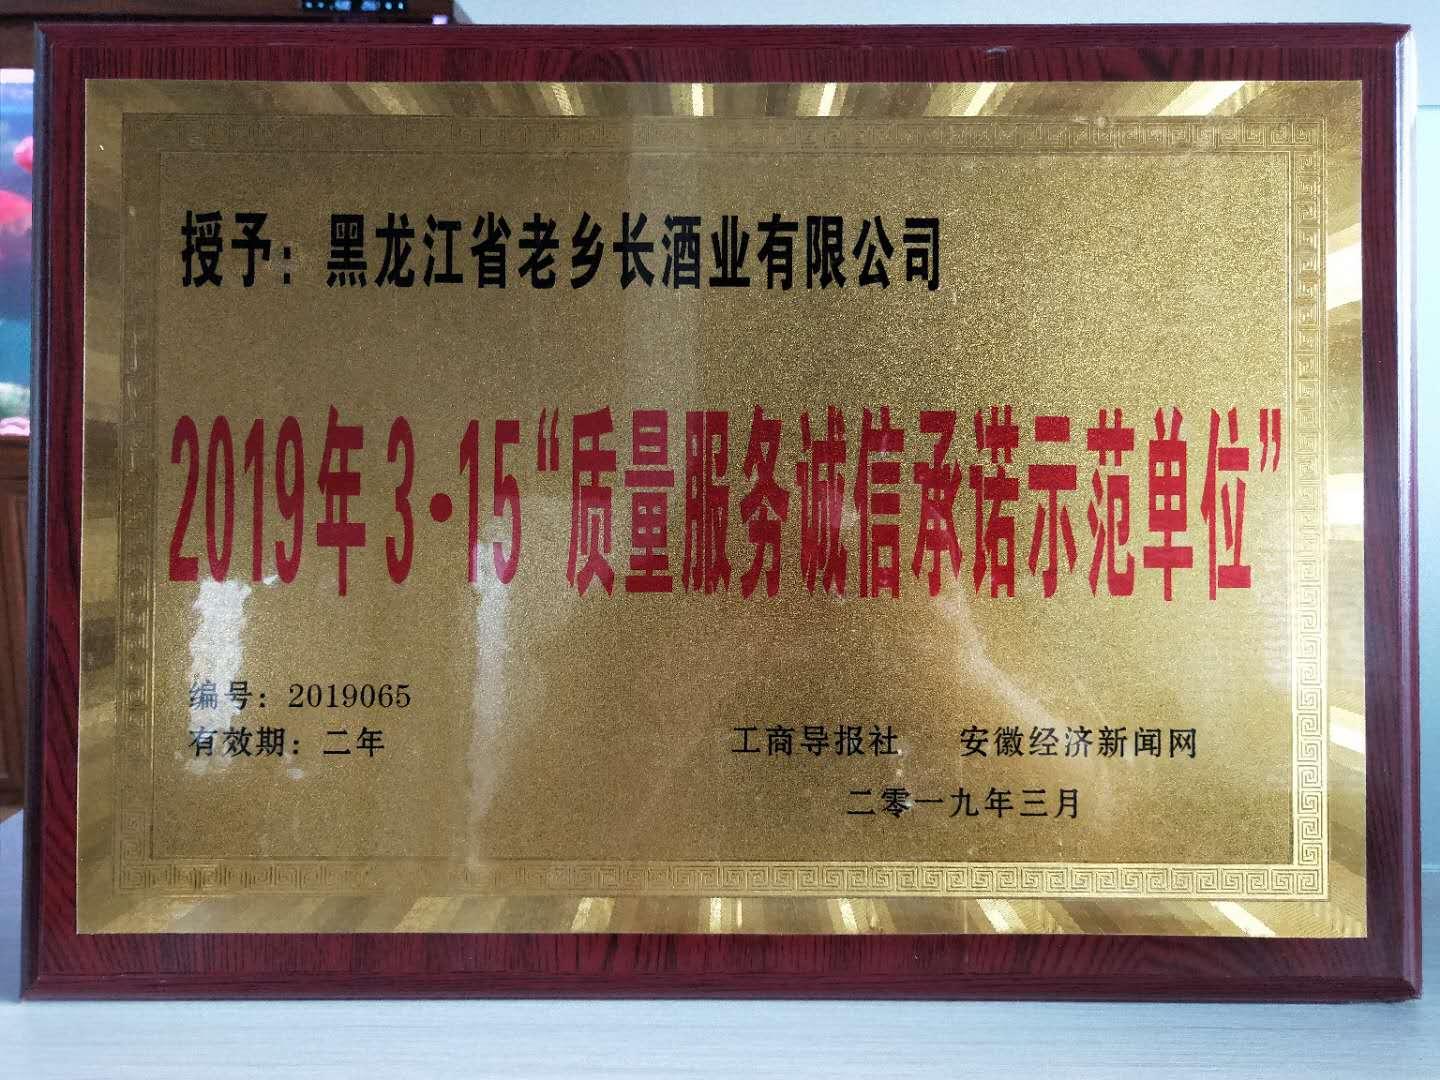 授予：黑龙江省老乡长酒业有限公司
2019年3·15“质量服务诚信承诺示范单位”
编号：2019065
有效期：二年
工商导报社 安徽经济新闻网
二零一九年三月